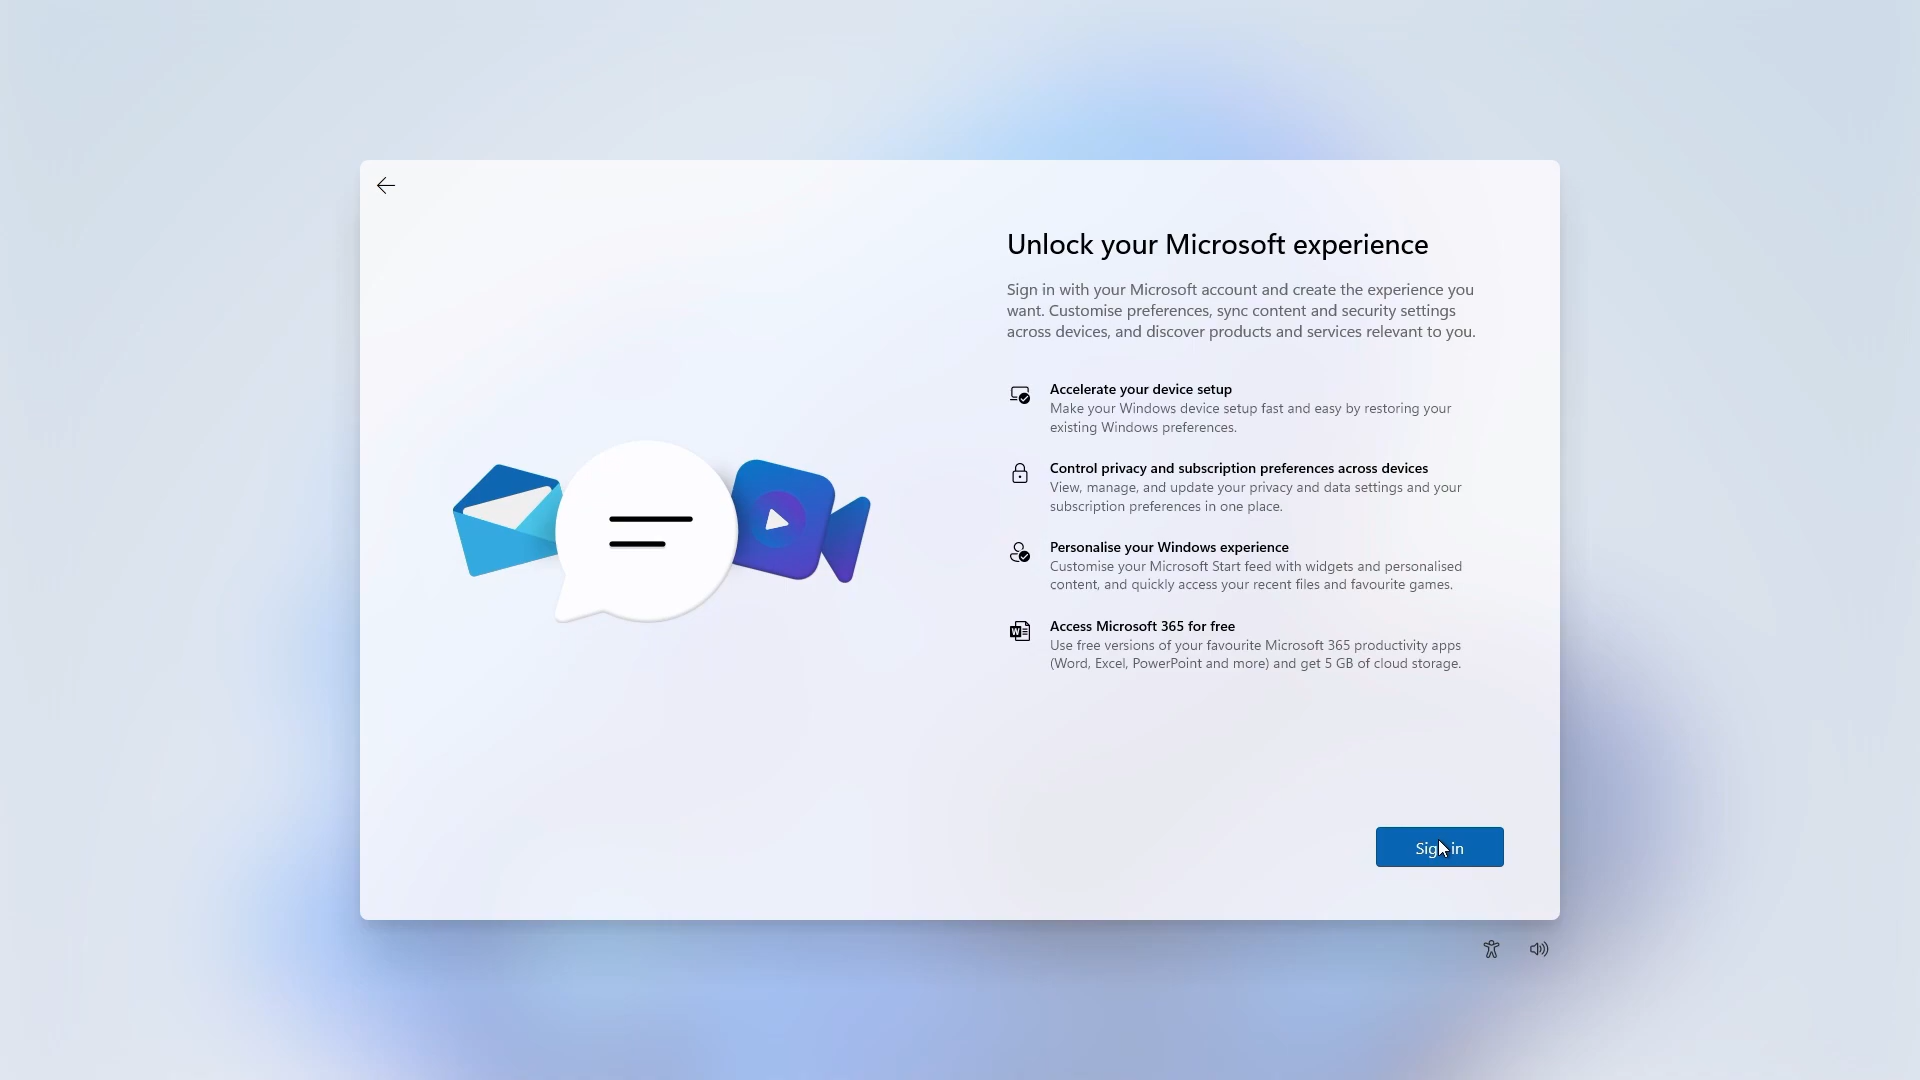 Unlock your Microsoft experience
Sign in with your Microsoft account and create the experience you
want. Customise preferences, sync content and security settings
across devices, and discover products and services relevant to you.
Accelerate your device setup
Make your Windows device setup fast and easy by restoring your
existing Windows preferences.
Control privacy and subscription preferences across devices
View, manage, and update your privacy and data settings and your
subscription preferences in one place.
Personalise your Windows experience
Customise your Microsoft Start feed with widgets and personalised
content, and quickly access your recent files and favourite games.
W
Access Microsoft 365 for free
Use free versions of your favourite Microsoft 365 productivity apps
(Word, Excel, PowerPoint and more) and get 5 GB of cloud storage.
Sign in